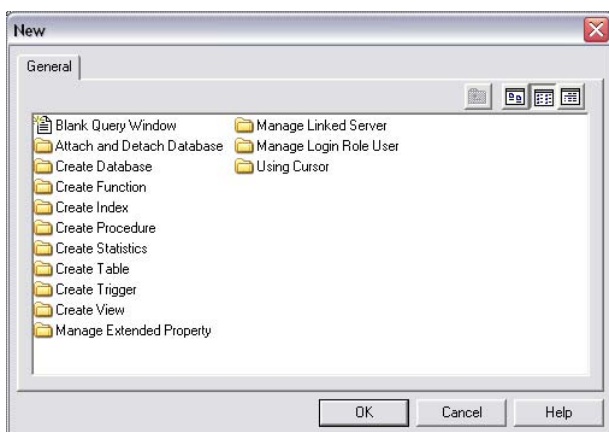 New
General
Blank Query Window
Attach and Detach Database
Create Database
Create Function
Create Index
Create Procedure
Create Statistics
Create Table
Create Trigger
Create View
Manage Extended Property
Manage Linked Server
Manage Login Role User
Using Cursor
OK
Cancel
Help